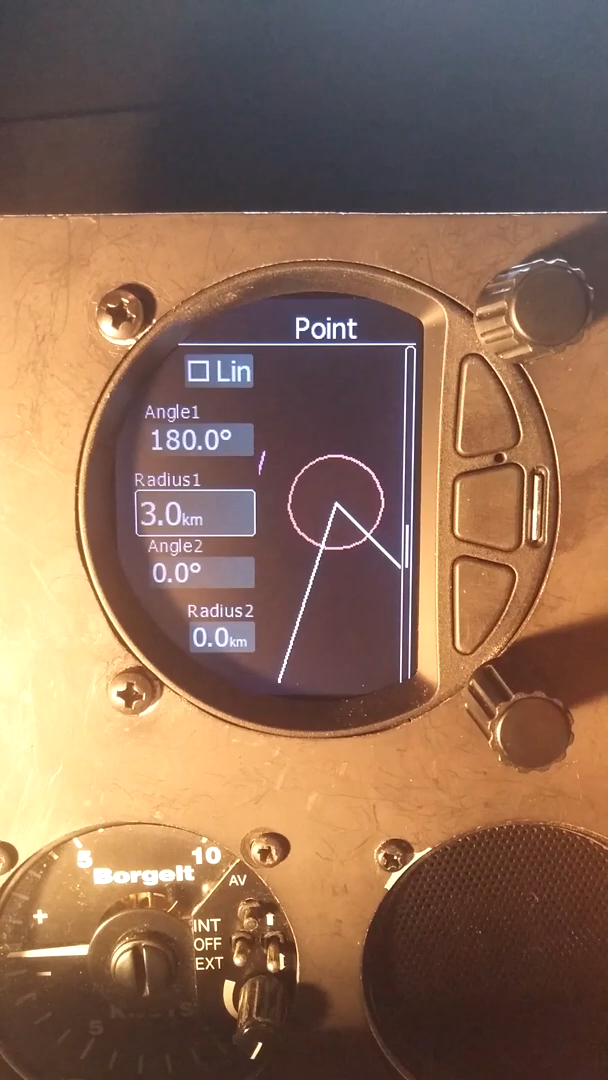 Point
Lin
Angle1
180.0°
Radius1
3.0km
Angle2
0.0°
Radius2
0.0km
5
10
Borgelt
AV
+
INT
OFF
EXT
-
5